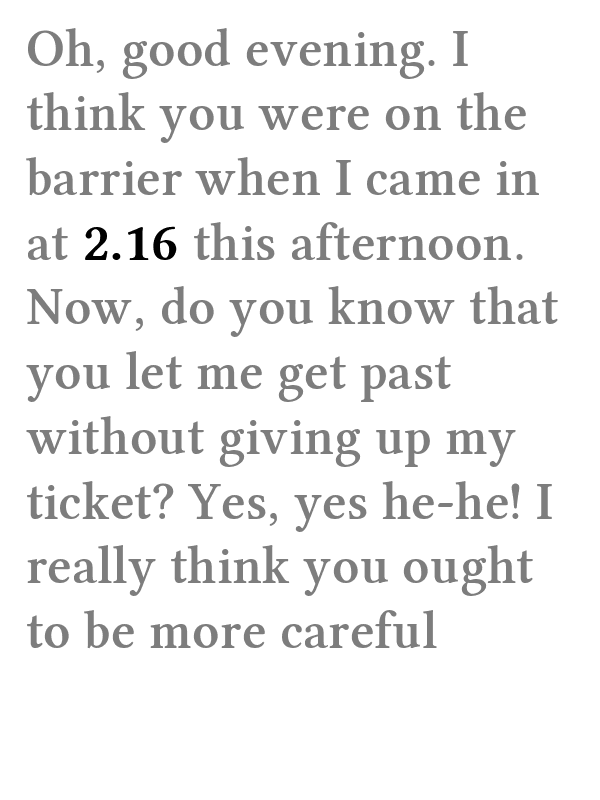 Oh, good evening. I
think you were on the
barrier when I came in
at 2.16 this afternoon.
Now, do you know that
you let me get past
without giving up my
ticket? Yes, yes he-he! I
really think you ought
to be more careful